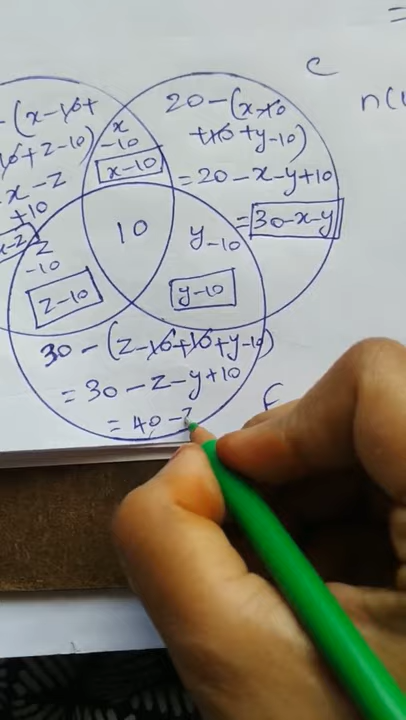 =
C
n(
- (x-10+
10+z-10)
-x-z
+10
x-z
x
-10
x-10
20-(x-10
+10+y-10)
=20-x-y+10
=30-x-y
10
z
-10
z-10
y-10
y-10
30-(z-10+10+y-10)
=30-z-y+10
=40-z
F